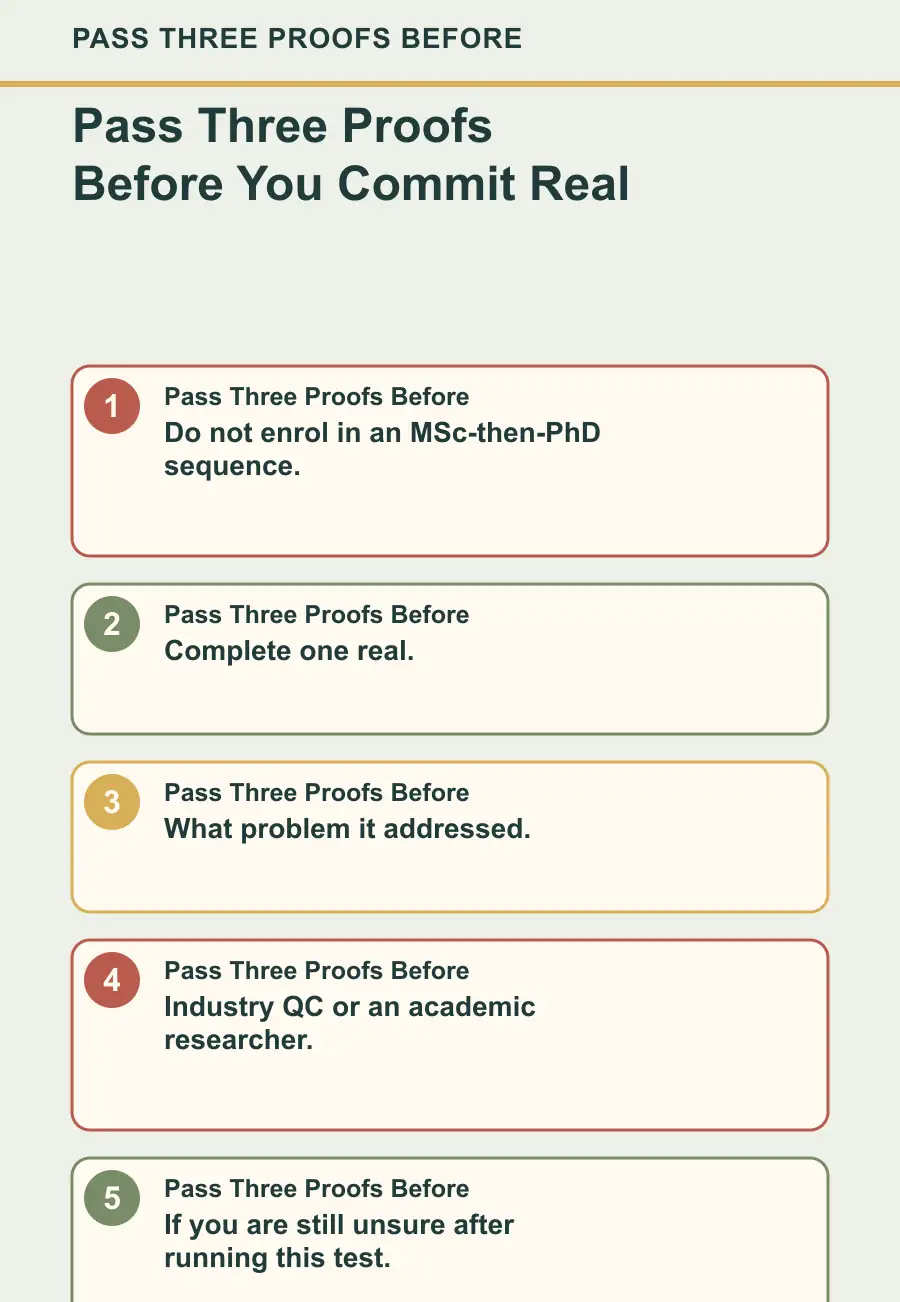 PASS THREE PROOFS BEFORE
Pass Three Proofs
Before You Commit Real
1
Pass Three Proofs Before
Do not enrol in an MSc-then-PhD
sequence.
2
Pass Three Proofs Before
Complete one real.
3
Pass Three Proofs Before
What problem it addressed.
4
Pass Three Proofs Before
Industry QC or an academic
researcher.
5
Pass Three Proofs Before
If you are still unsure after
running this test.